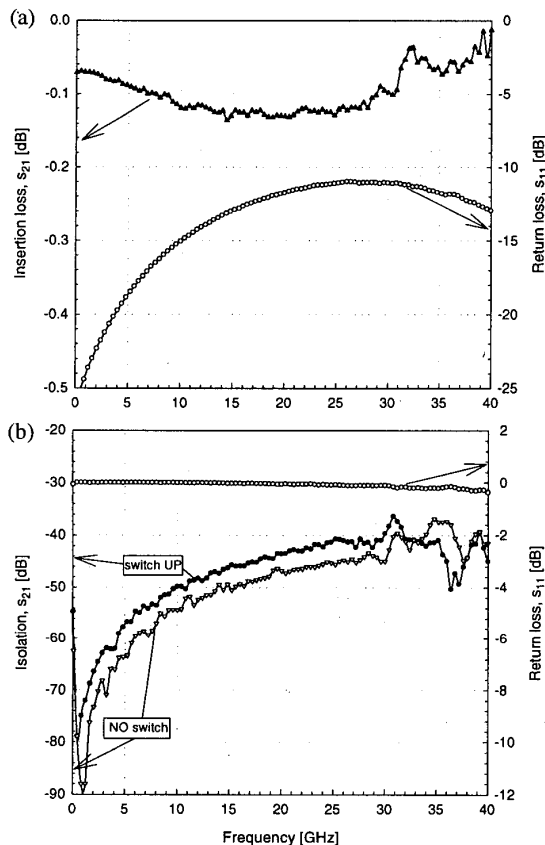 (a)
0.0
-0.1
-0.2
-0.3
-0.4
-0.5
Insertion loss, s21 [dB]
0
-5
-10
-15
-20
-25
Return loss, s11 [dB]
0 5 10 15 20 25 30 35 40
(b)
-20
-30
-40
-50
-60
-70
-80
-90
Isolation, s21 [dB]
switch UP
NO switch
2
0
-2
-4
-6
-8
-10
-12
Return loss, s11 [dB]
0 5 10 15 20 25 30 35 40
Frequency [GHz]